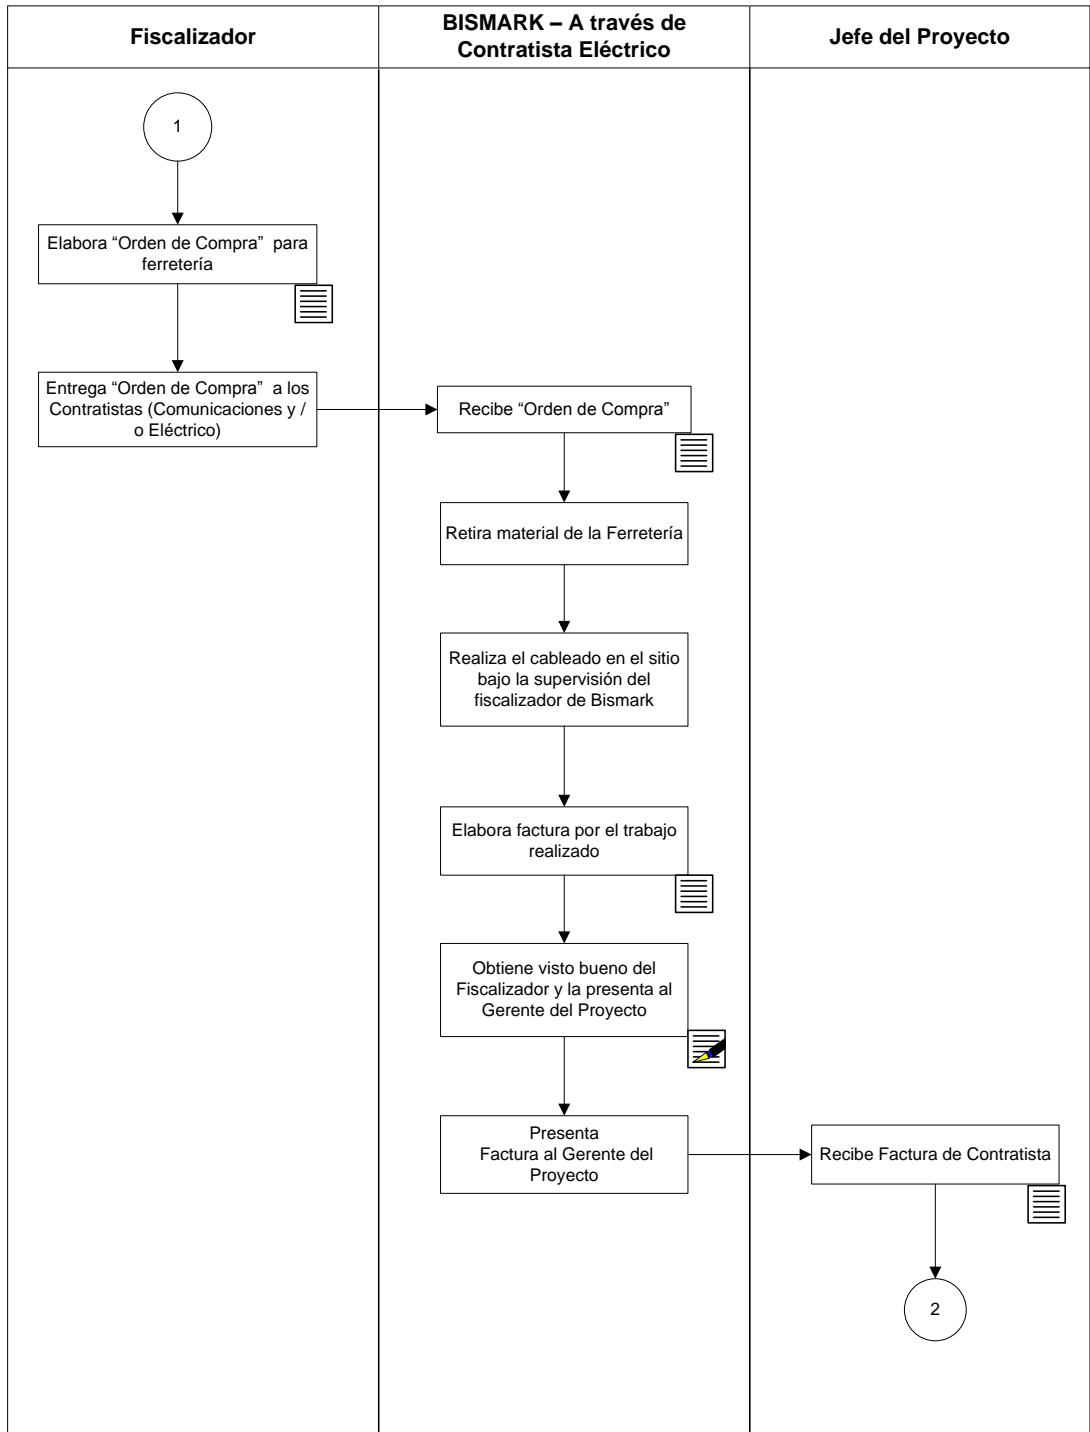 Fiscalizador
BISMARK – A través de
Contratista Eléctrico
Jefe del Proyecto
1
Elabora “Orden de Compra”  para
ferretería
Entrega “Orden de Compra”  a los
Contratistas (Comunicaciones y /
o Eléctrico)
Recibe “Orden de Compra”
Retira material de la Ferretería
Realiza el cableado en el sitio
bajo la supervisión del
fiscalizador de Bismark
Elabora factura por el trabajo
realizado
Obtiene visto bueno del
Fiscalizador y la presenta al
Gerente del Proyecto
Presenta
Factura al Gerente del
Proyecto
Recibe Factura de Contratista
2